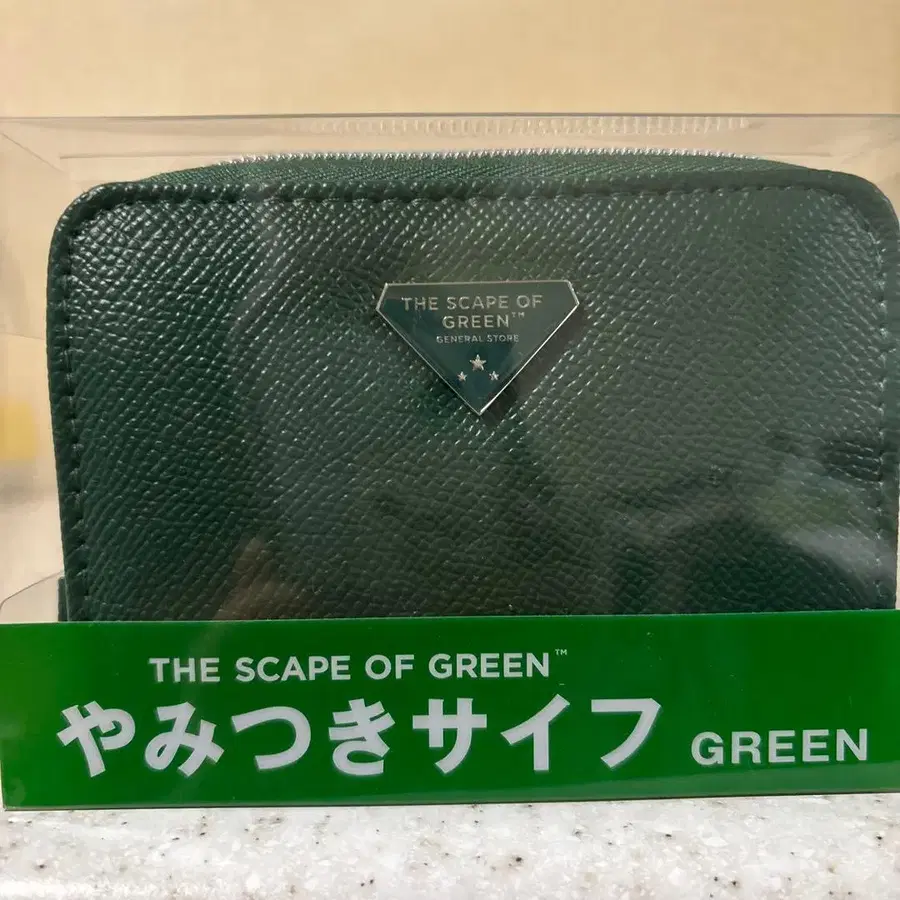 THE SCAPE OF
GREEN™
GENERAL STORE
THE SCAPE OF GREEN™
やみつきサイフ GREEN